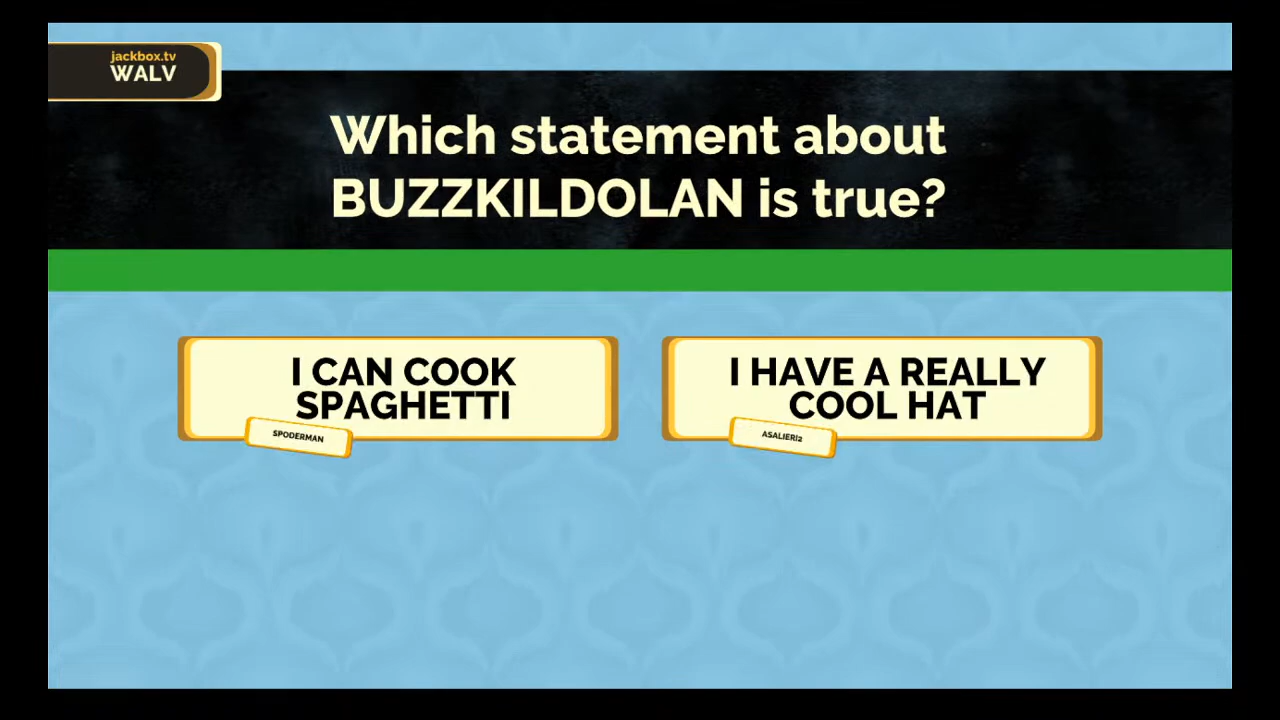 jackbox.tv
WALV
Which statement about
BUZZKILDOLAN is true?
I CAN COOK
SPAGHETTI
SPODERMAN
I HAVE A REALLY
COOL HAT
ASALIERI2